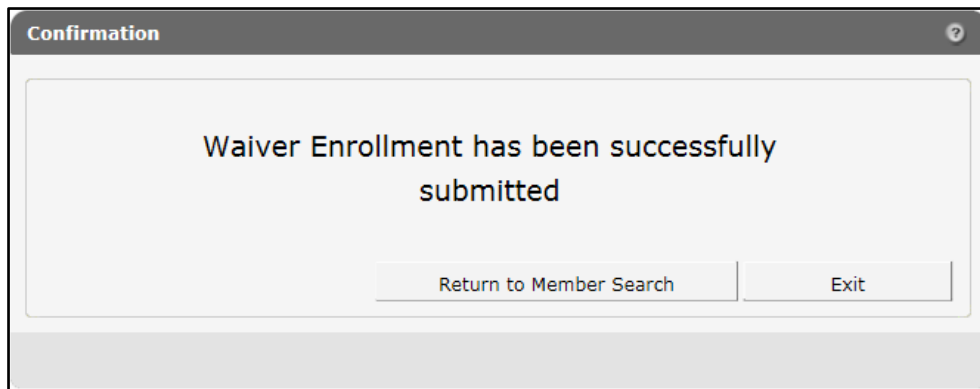 Confirmation ?
Waiver Enrollment has been successfully
submitted
Return to Member Search Exit